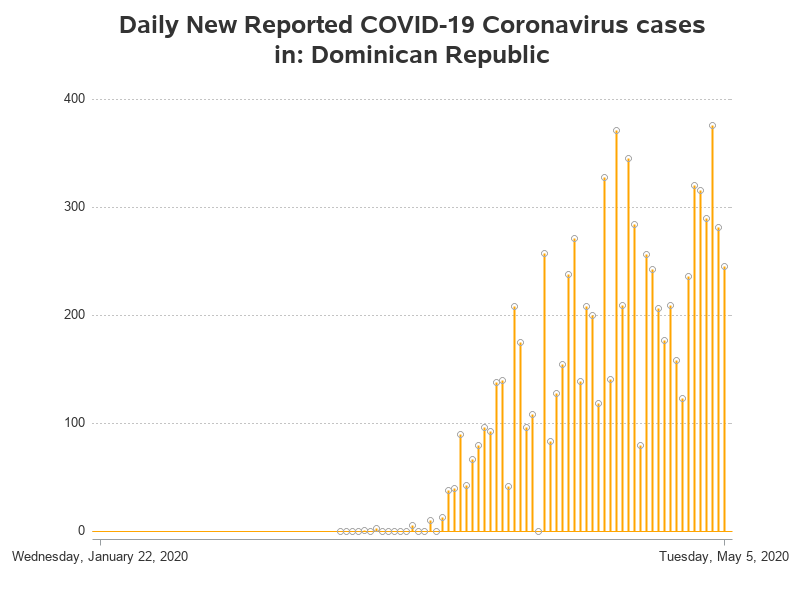 Daily New Reported COVID-19 Coronavirus cases
in: Dominican Republic
400
300
200
100
0
Wednesday, January 22, 2020
Tuesday, May 5, 2020